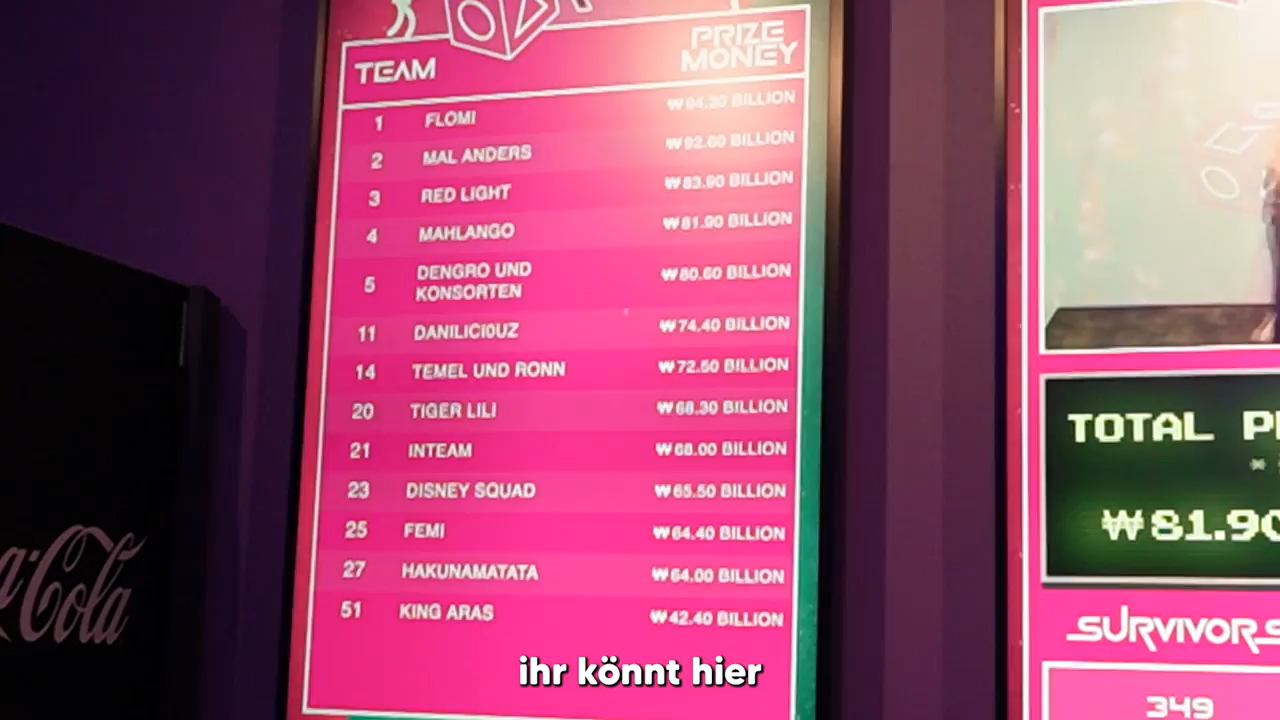 TEAM PRIZE MONEY
1 FLOMI ₩94.20 BILLION
2 MAL ANDERS ₩92.60 BILLION
3 RED LIGHT ₩83.90 BILLION
4 MAHLANGO ₩81.90 BILLION
5 DENGRO UND KONSORTEN ₩80.60 BILLION
11 DANILICI0UZ ₩74.40 BILLION
14 TEMEL UND RONN ₩72.50 BILLION
20 TIGER LILI ₩68.30 BILLION
21 INTEAM ₩68.00 BILLION
23 DISNEY SQUAD ₩65.50 BILLION
25 FEMI ₩64.40 BILLION
27 HAKUNAMATATA ₩64.00 BILLION
51 KING ARAS ₩42.40 BILLION
TOTAL
₩81.90
SURVIVOR
349
Cola
ihr könnt hier